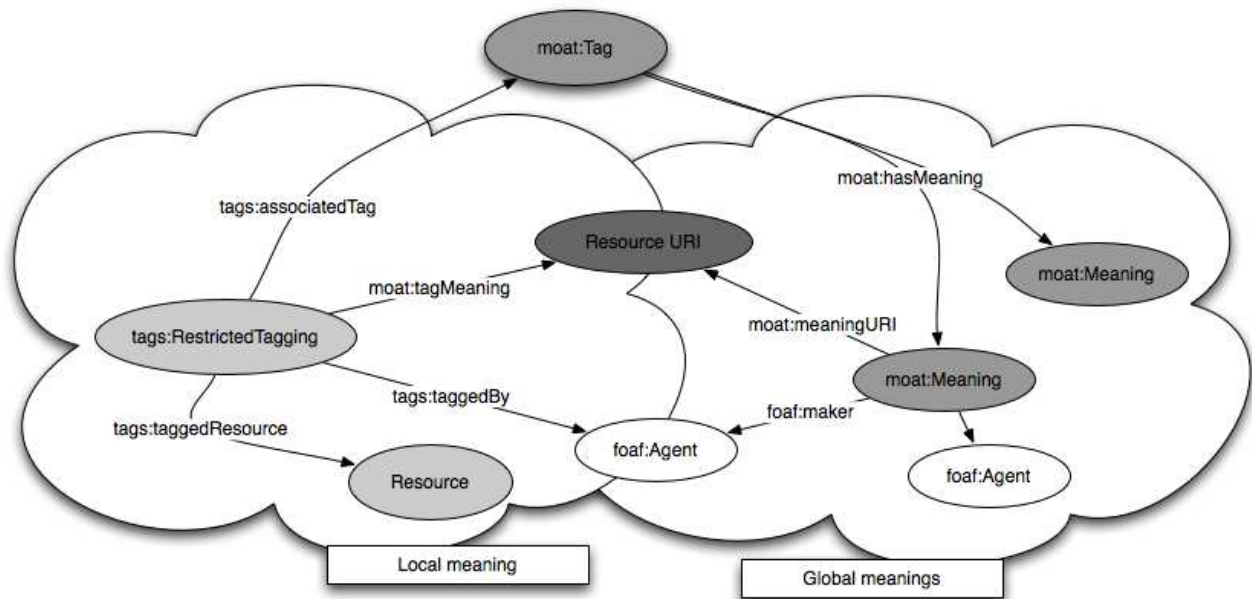 moat:Tag
moat:hasMeaning
tags:associatedTag
Resource URI
moat:Meaning
moat:tagMeaning
moat:meaningURI
tags:RestrictedTagging
moat:Meaning
tags:taggedBy
foaf:maker
tags:taggedResource
foaf:Agent
foaf:Agent
Resource
Local meaning
Global meanings